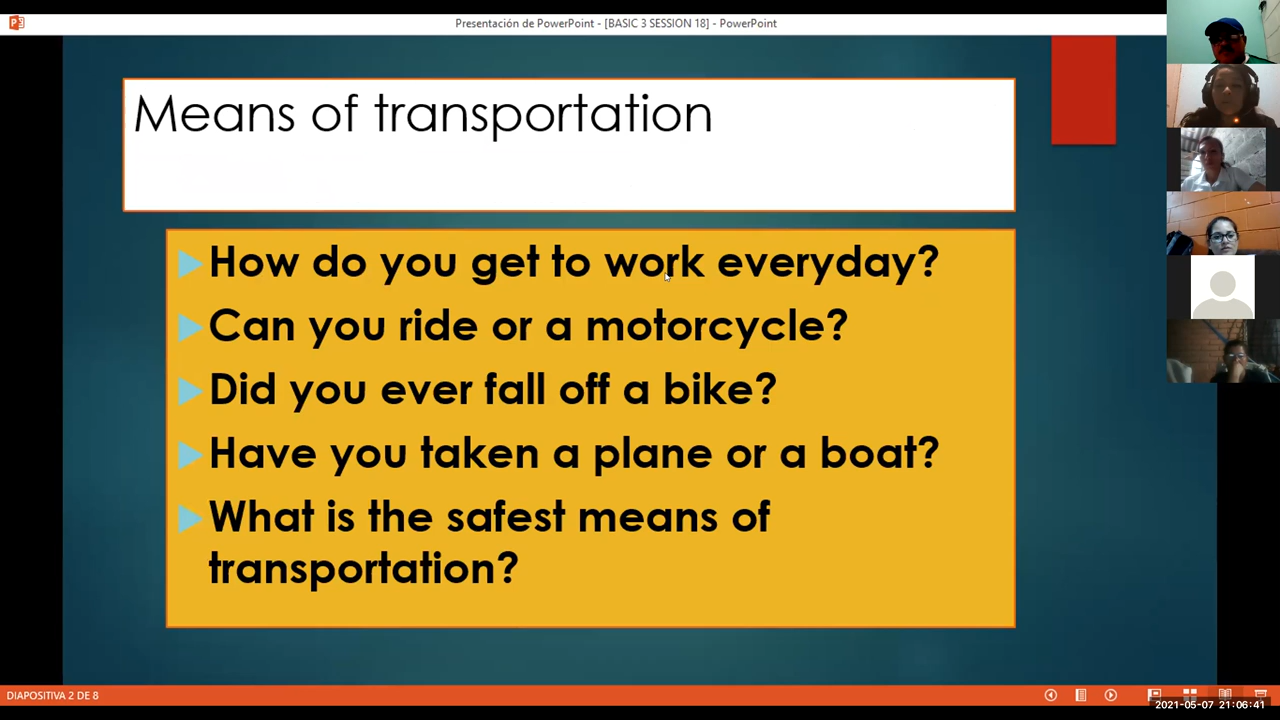 Presentación de PowerPoint - [BASIC 3 SESSION 18] - PowerPoint
Means of transportation
How do you get to work everyday?
Can you ride or a motorcycle?
Did you ever fall off a bike?
Have you taken a plane or a boat?
What is the safest means of
transportation?
DIAPOSITIVA 2 DE 8
2021-05-07 21:06:41